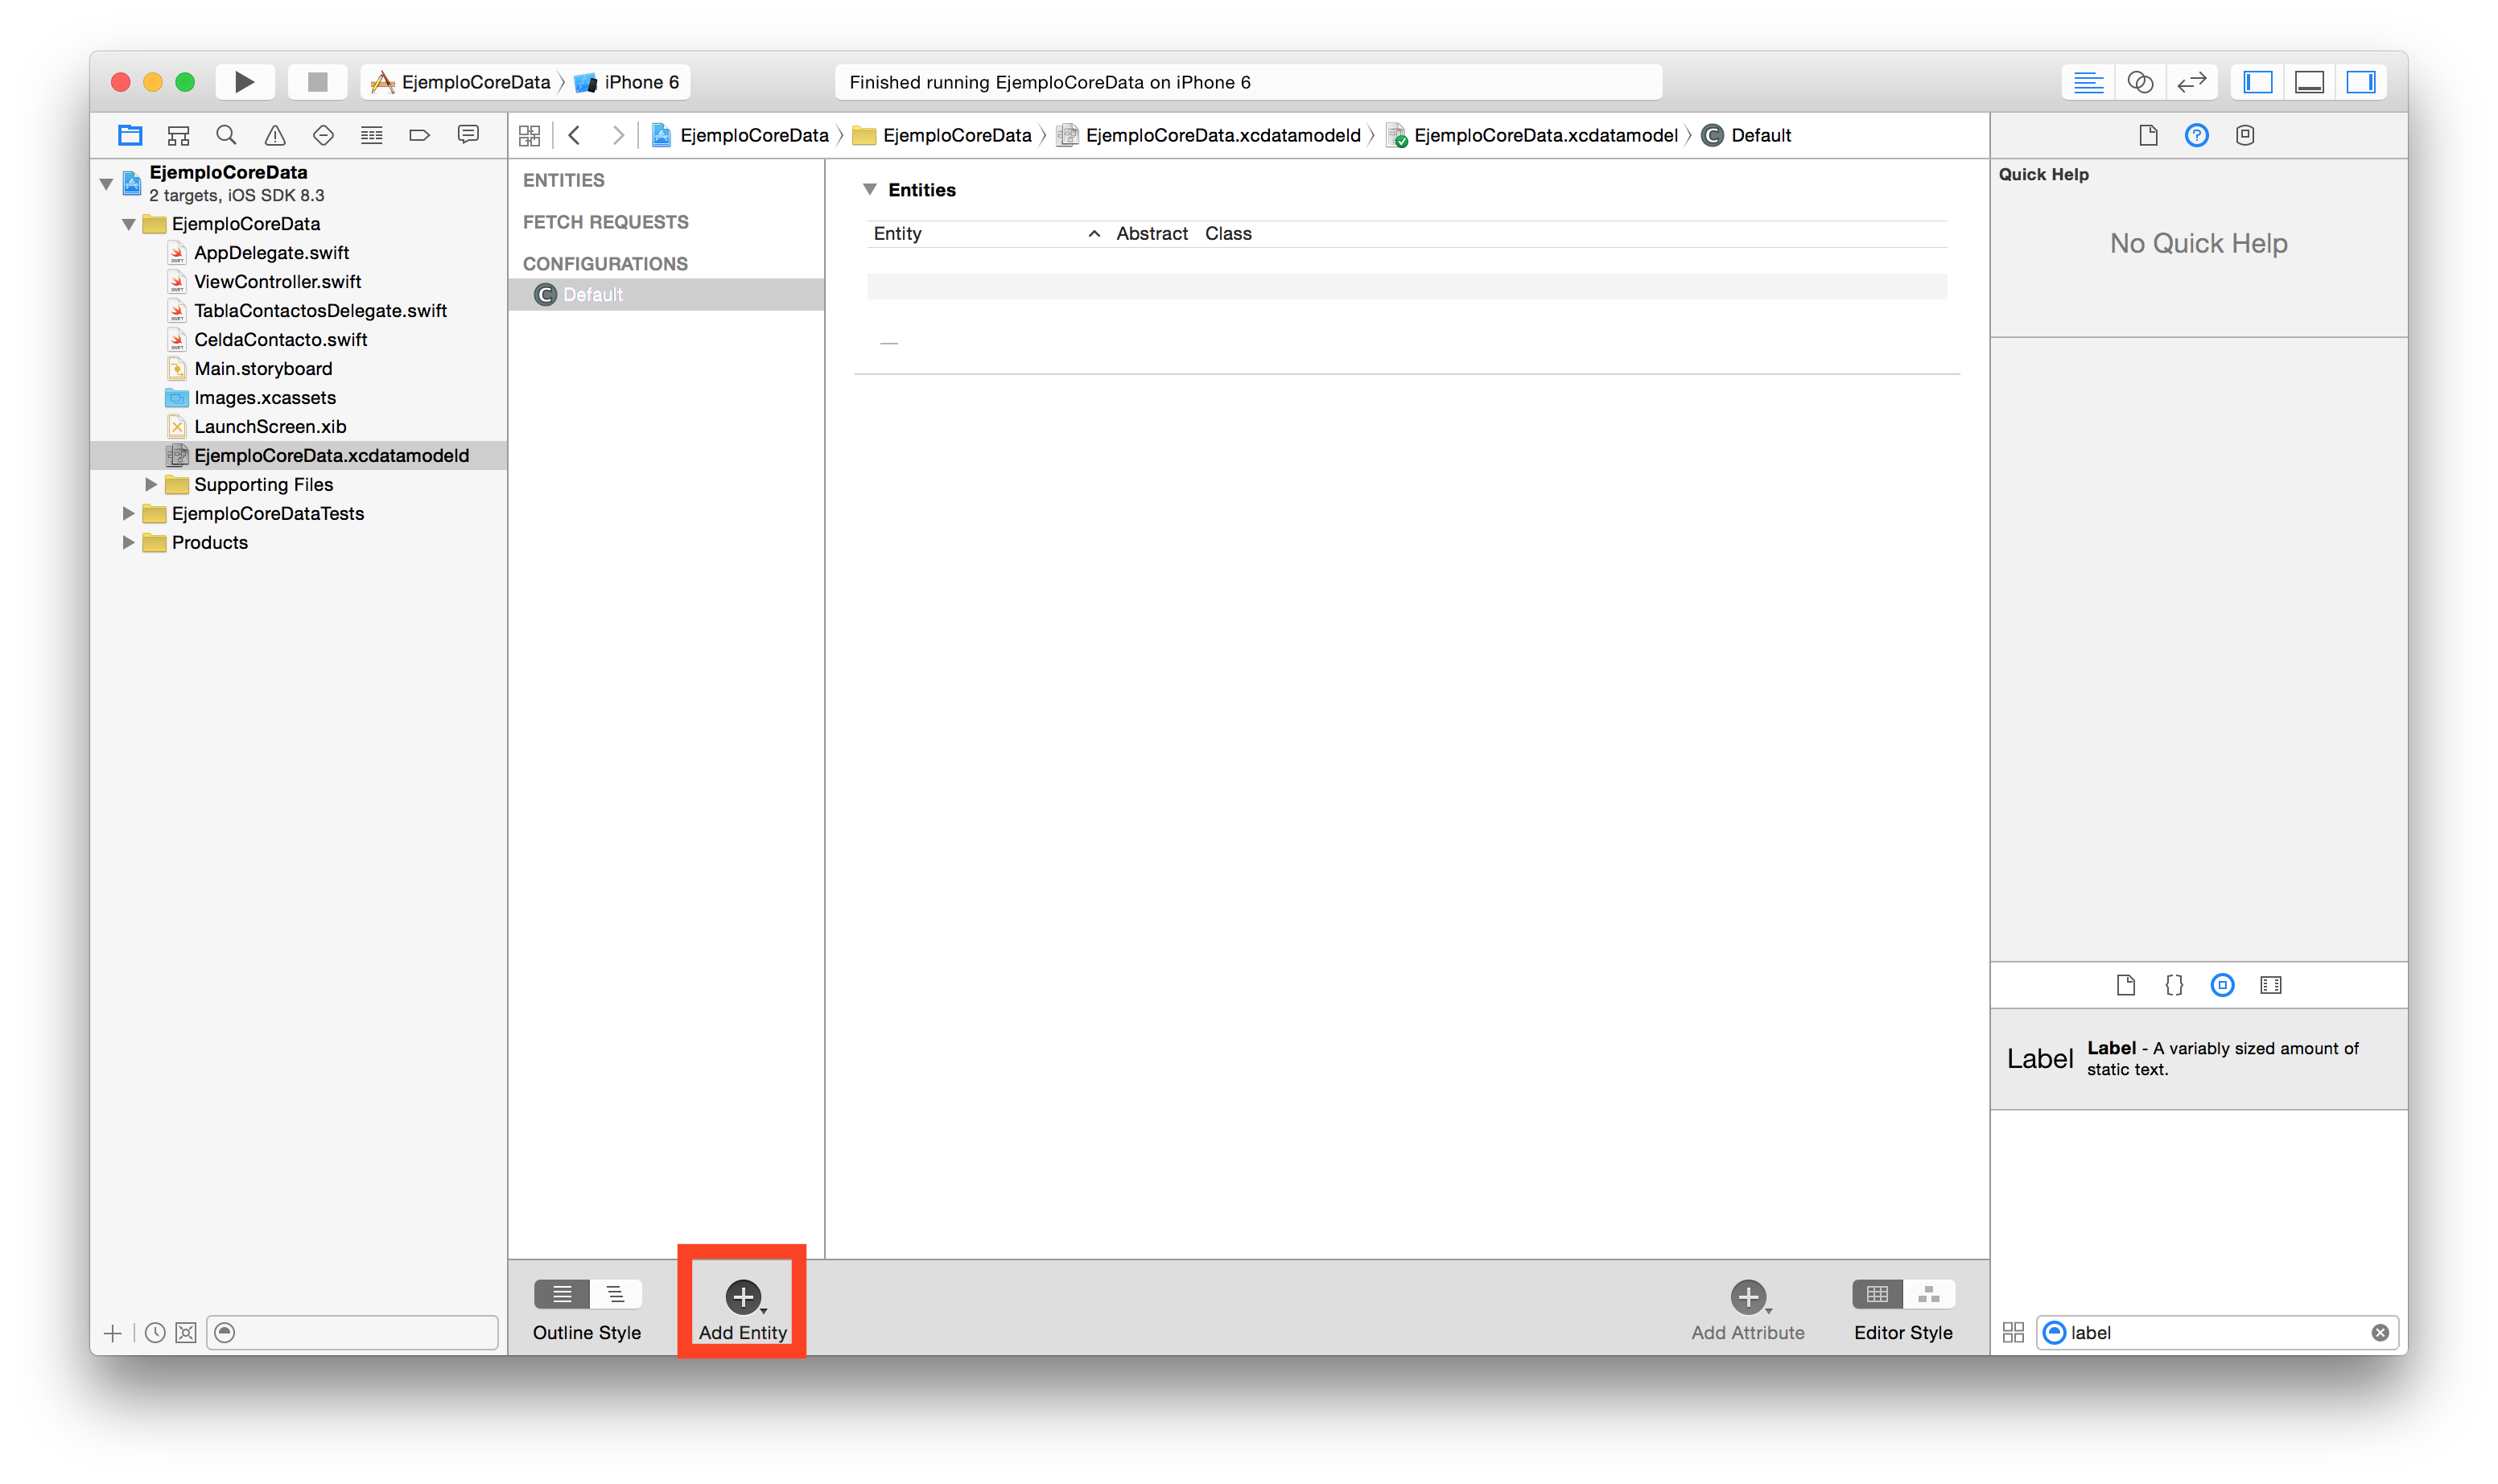 EjemploCoreData iPhone 6
Finished running EjemploCoreData on iPhone 6
EjemploCoreData EjemploCoreData EjemploCoreData.xcdatamodeld EjemploCoreData.xcdatamodel C Default
EjemploCoreData
2 targets, iOS SDK 8.3
EjemploCoreData
AppDelegate.swift
ViewController.swift
TablaContactosDelegate.swift
CeldaContacto.swift
Main.storyboard
Images.xcassets
LaunchScreen.xib
EjemploCoreData.xcdatamodeld
Supporting Files
EjemploCoreDataTests
Products
ENTITIES
FETCH REQUESTS
CONFIGURATIONS
C Default
Entities
Entity Abstract Class
Quick Help
No Quick Help
Label
Label - A variably sized amount of
static text.
Outline Style
Add Entity
Add Attribute
Editor Style
label